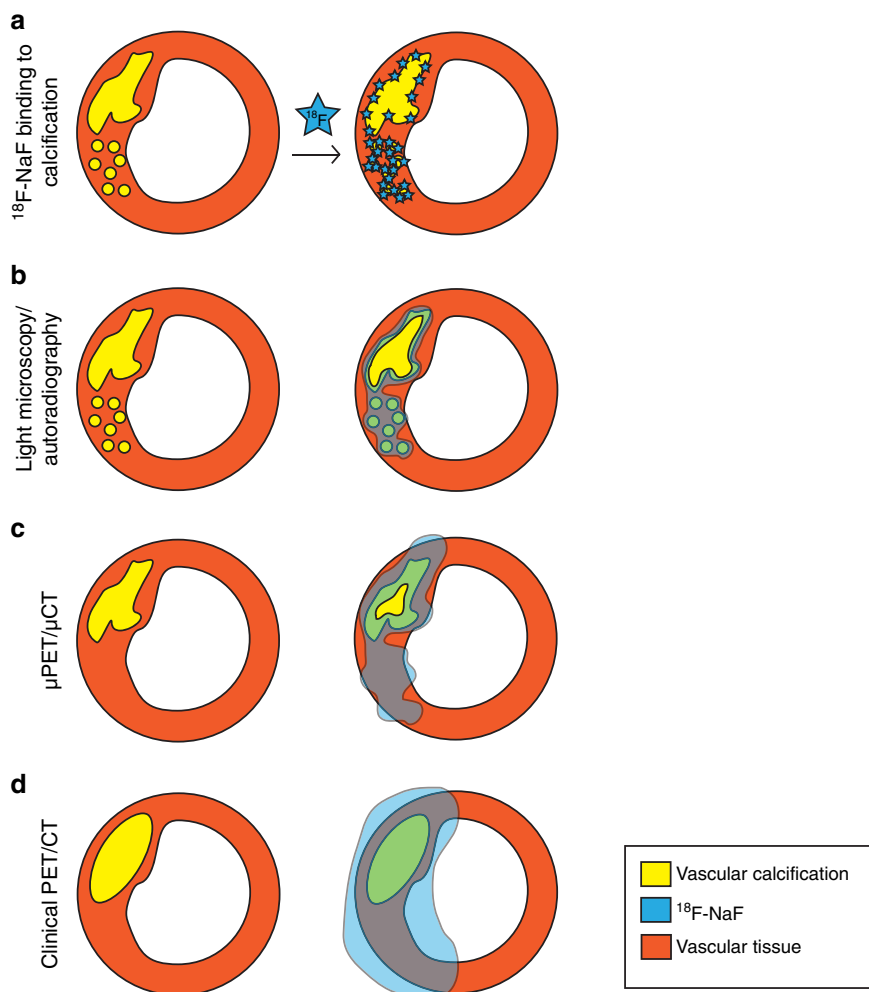 a
¹⁸F-NaF binding to
calcification
¹⁸F
b
Light microscopy/
autoradiography
c
μPET/μCT
d
Clinical PET/CT
Vascular calcification
¹⁸F-NaF
Vascular tissue